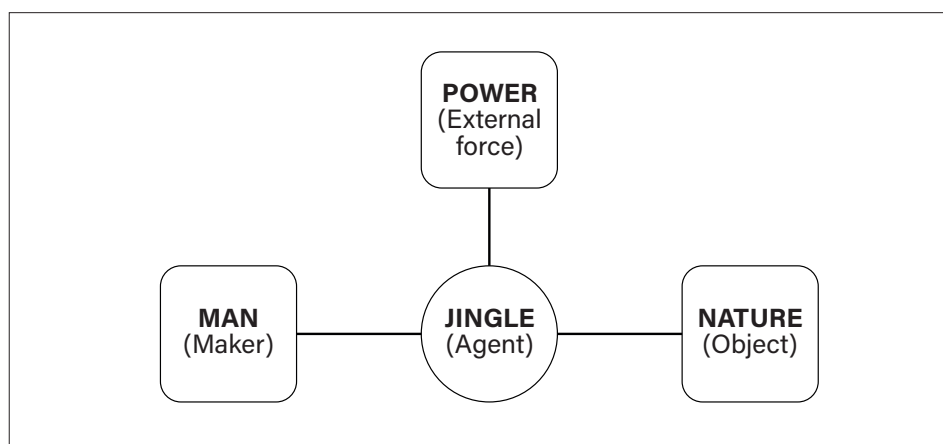 POWER
(External
force)
MAN
(Maker)
JINGLE
(Agent)
NATURE
(Object)